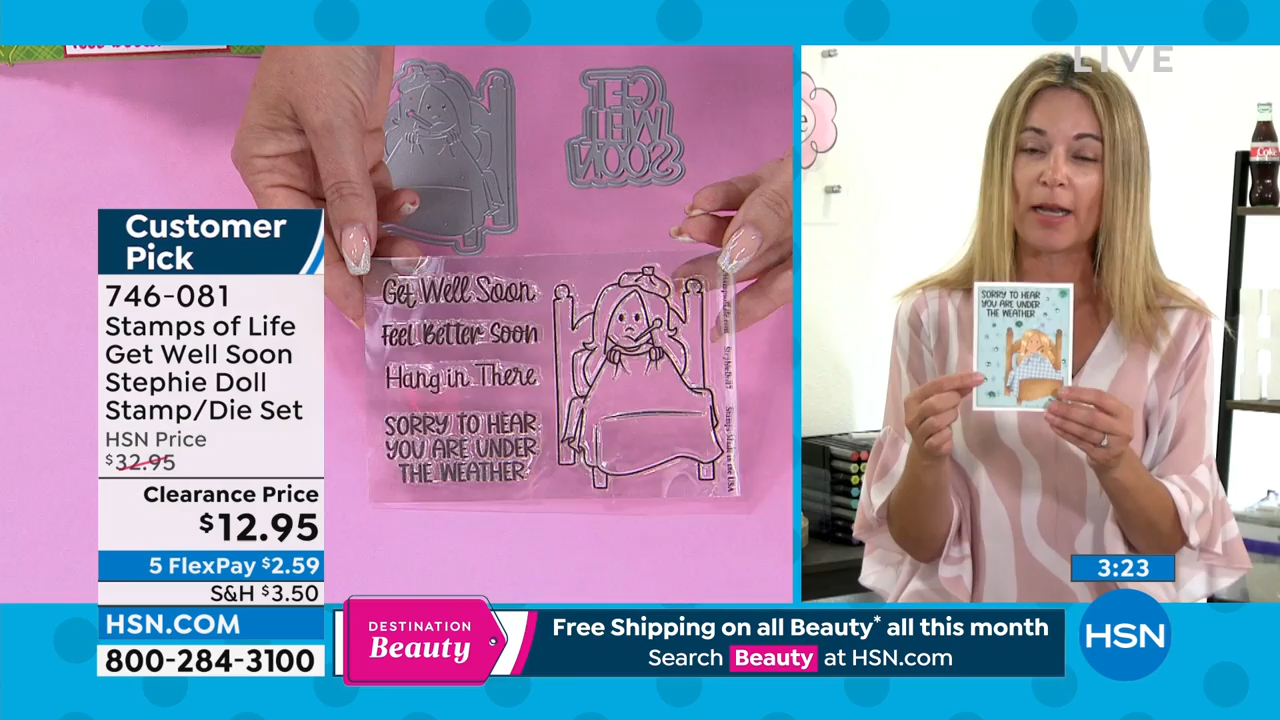 LIVE
Customer
Pick
746-081
Stamps of Life
Get Well Soon
Stephie Doll
Stamp/Die Set
HSN Price
$32.95
Clearance Price
$12.95
5 FlexPay $2.59
S&H $3.50
HSN.COM
800-284-3100
GET
WELL
SOON
Get Well Soon
Feel Better Soon
Hang in There
SORRY TO HEAR
YOU ARE UNDER
THE WEATHER
SORRY TO HEAR
YOU ARE UNDER
THE WEATHER
Coke
3:23
DESTINATION
Beauty
Free Shipping on all Beauty* all this month
Search Beauty at HSN.com
HSN